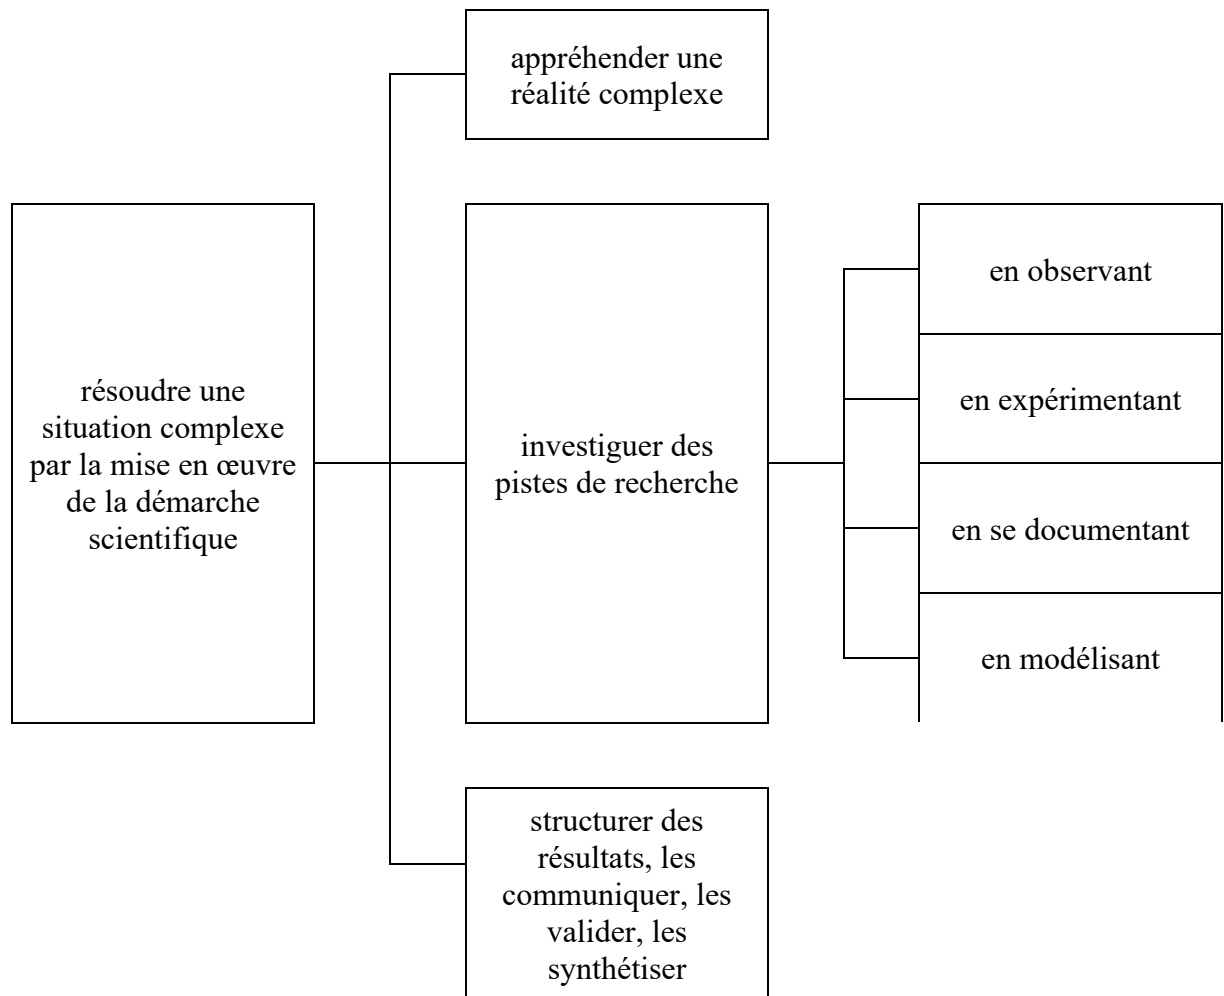 appréhender une
réalité complexe
résoudre une
situation complexe
par la mise en œuvre
de la démarche
scientifique
investiguer des
pistes de recherche
en observant
en expérimentant
en se documentant
en modélisant
structurer des
résultats, les
communiquer, les
valider, les
synthétiser